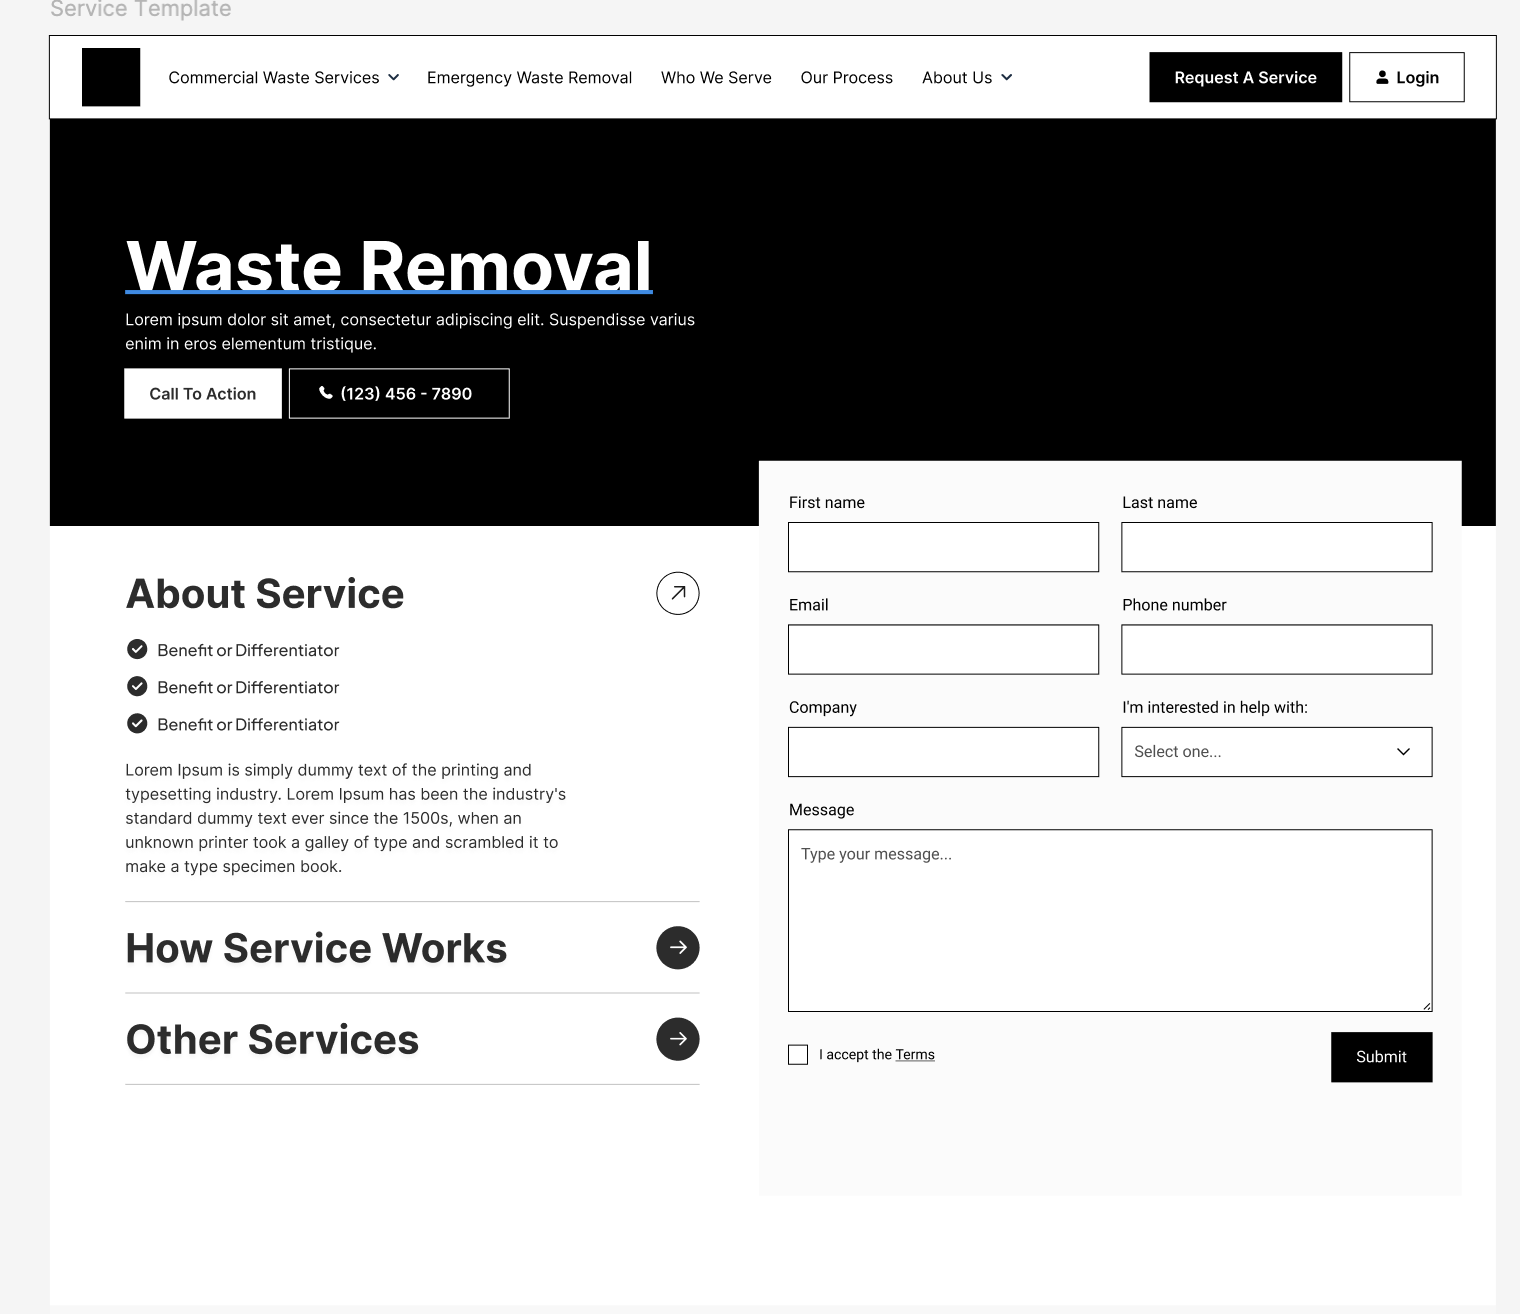 Service Template
Commercial Waste Services
Emergency Waste Removal
Who We Serve
Our Process
About Us
Request A Service
Login
Waste Removal
Lorem ipsum dolor sit amet, consectetur adipiscing elit. Suspendisse varius
enim in eros elementum tristique.
Call To Action
(123) 456 - 7890
About Service
Benefit or Differentiator
Benefit or Differentiator
Benefit or Differentiator
Lorem Ipsum is simply dummy text of the printing and
typesetting industry. Lorem Ipsum has been the industry's
standard dummy text ever since the 1500s, when an
unknown printer took a galley of type and scrambled it to
make a type specimen book.
How Service Works
Other Services
First name
Last name
Email
Phone number
Company
I'm interested in help with:
Select one...
Message
Type your message...
I accept the Terms
Submit